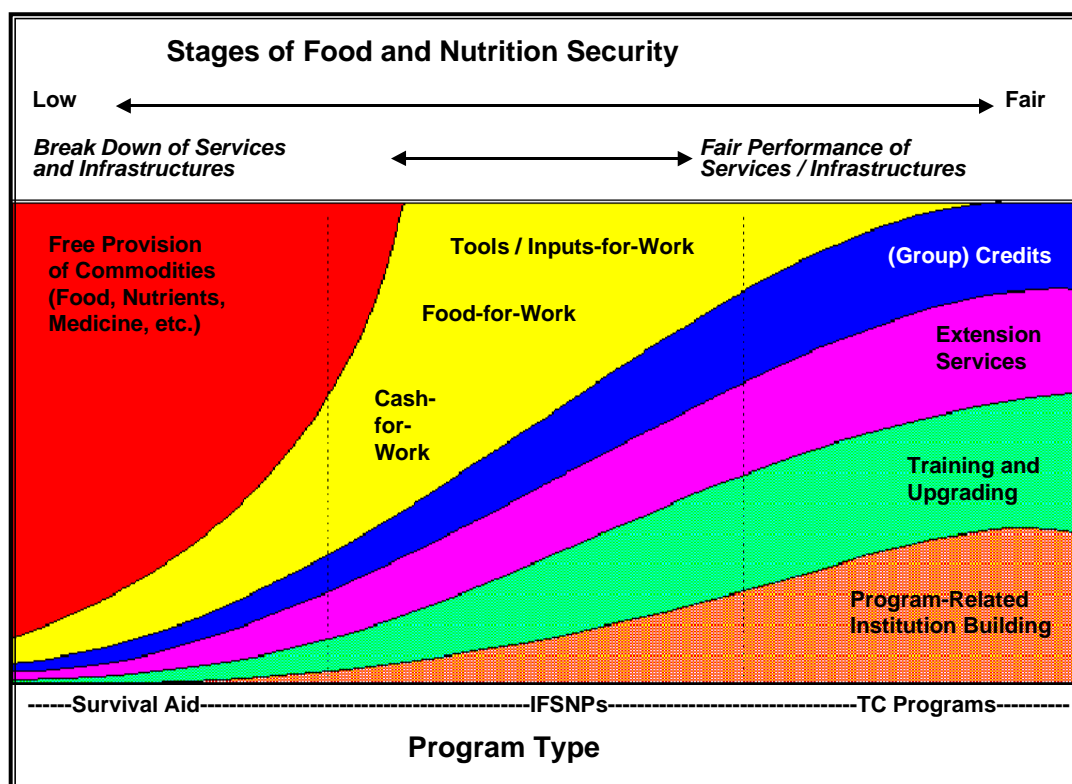 Stages of Food and Nutrition Security
Low
Fair
Break Down of Services
and Infrastructures
Fair Performance of
Services / Infrastructures
Free Provision
of Commodities
(Food, Nutrients,
Medicine, etc.)
Tools / Inputs-for-Work
Food-for-Work
Cash-
for-
Work
(Group) Credits
Extension
Services
Training and
Upgrading
Program-Related
Institution Building
------Survival Aid--------------------------------------------IFSNPs---------------------------------TC Programs----------
Program Type